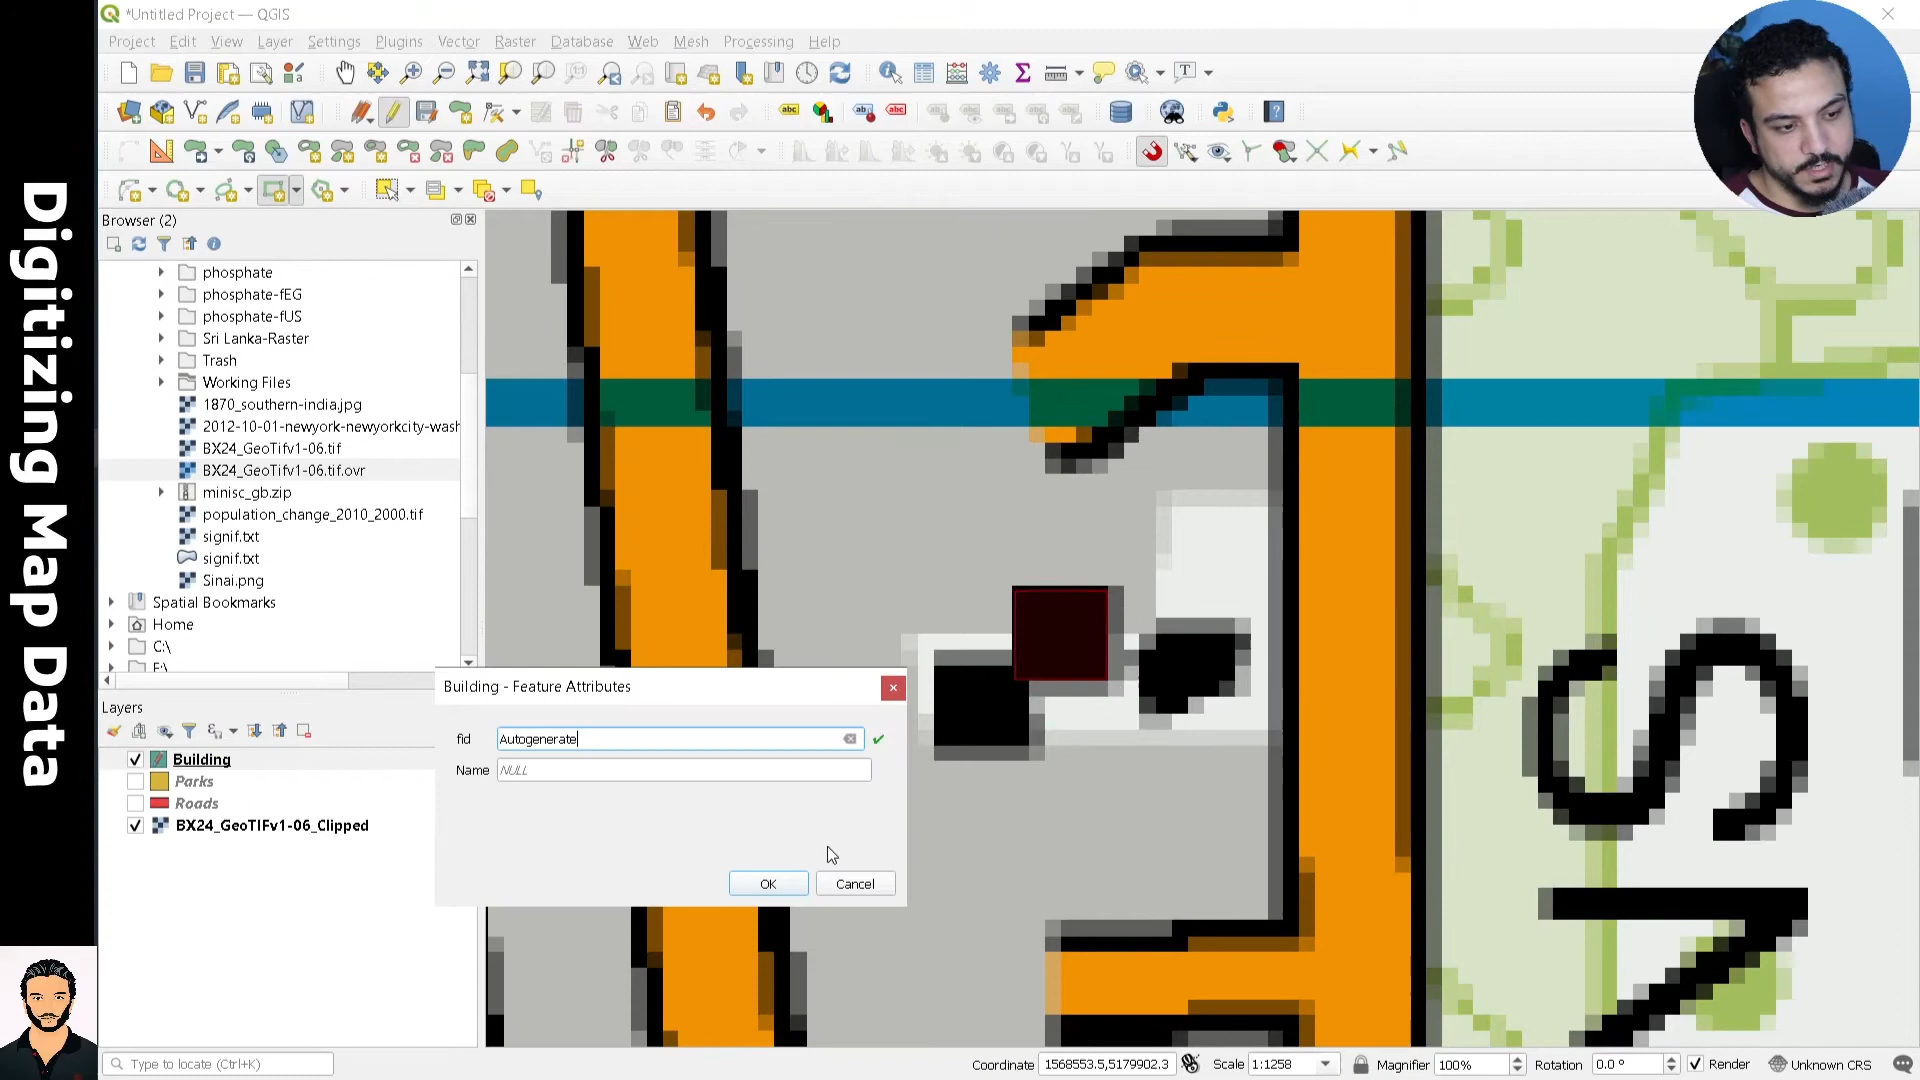 *Untitled Project — QGIS
Project Edit View Layer Settings Plugins Vector Raster Database Web Mesh Processing Help
Digitizing Map Data
Browser (2)
phosphate
phosphate-fEG
phosphate-fUS
Sri Lanka-Raster
Trash
Working Files
1870_southern-india.jpg
2012-10-01-newyork-newyorkcity-wash
BX24_GeoTifv1-06.tif
BX24_GeoTifv1-06.tif.ovr
minisc_gb.zip
population_change_2010_2000.tif
signif.txt
signif.txt
Sinai.png
Spatial Bookmarks
Home
C:\
Layers
Building
Parks
Roads
BX24_GeoTIFv1-06_Clipped
Building - Feature Attributes
fid Autogenerate
Name NULL
OK Cancel
Type to locate (Ctrl+K)
Coordinate 1568553.5,5179902.3 Scale 1:1258 Magnifier 100% Rotation 0.0 ° Render Unknown CRS